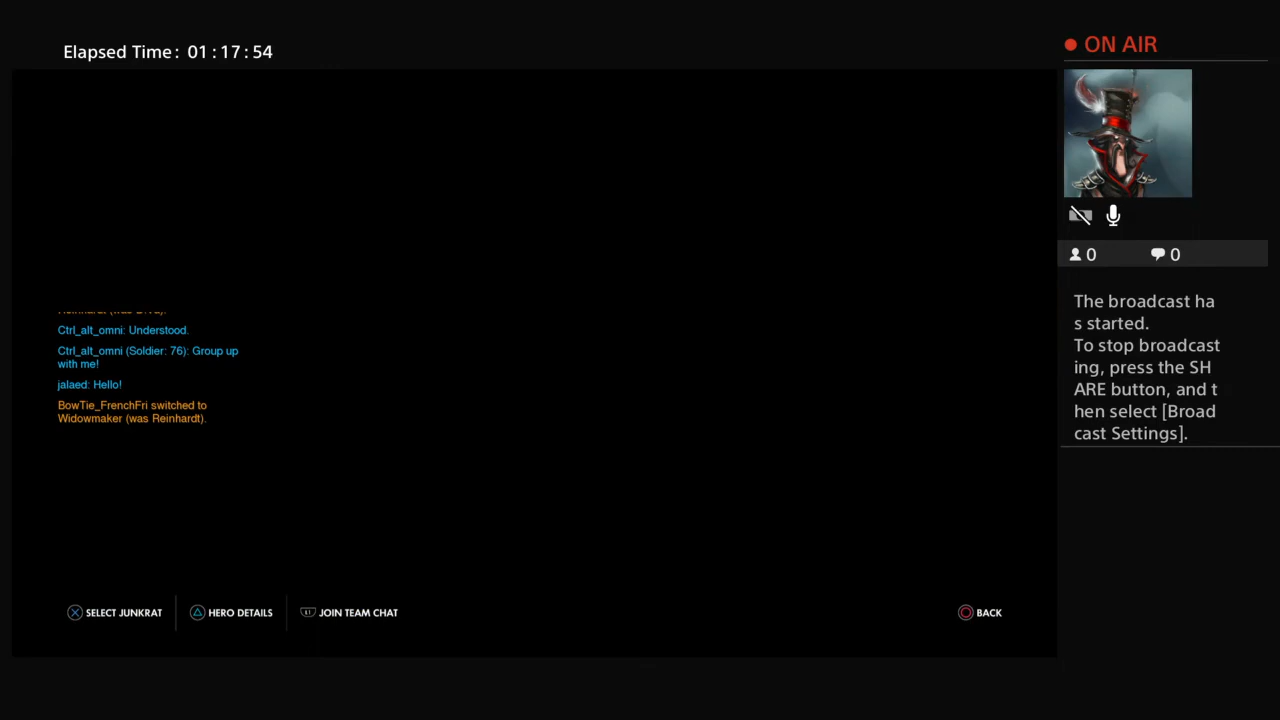 Elapsed Time: 01:17:54
ON AIR
0 0
The broadcast ha
s started.
To stop broadcast
ing, press the SH
ARE button, and t
hen select [Broad
cast Settings].
Ctrl_alt_omni: Understood.
Ctrl_alt_omni (Soldier: 76): Group up
with me!
jalaed: Hello!
BowTie_FrenchFri switched to
Widowmaker (was Reinhardt).
SELECT JUNKRAT
HERO DETAILS
JOIN TEAM CHAT
BACK